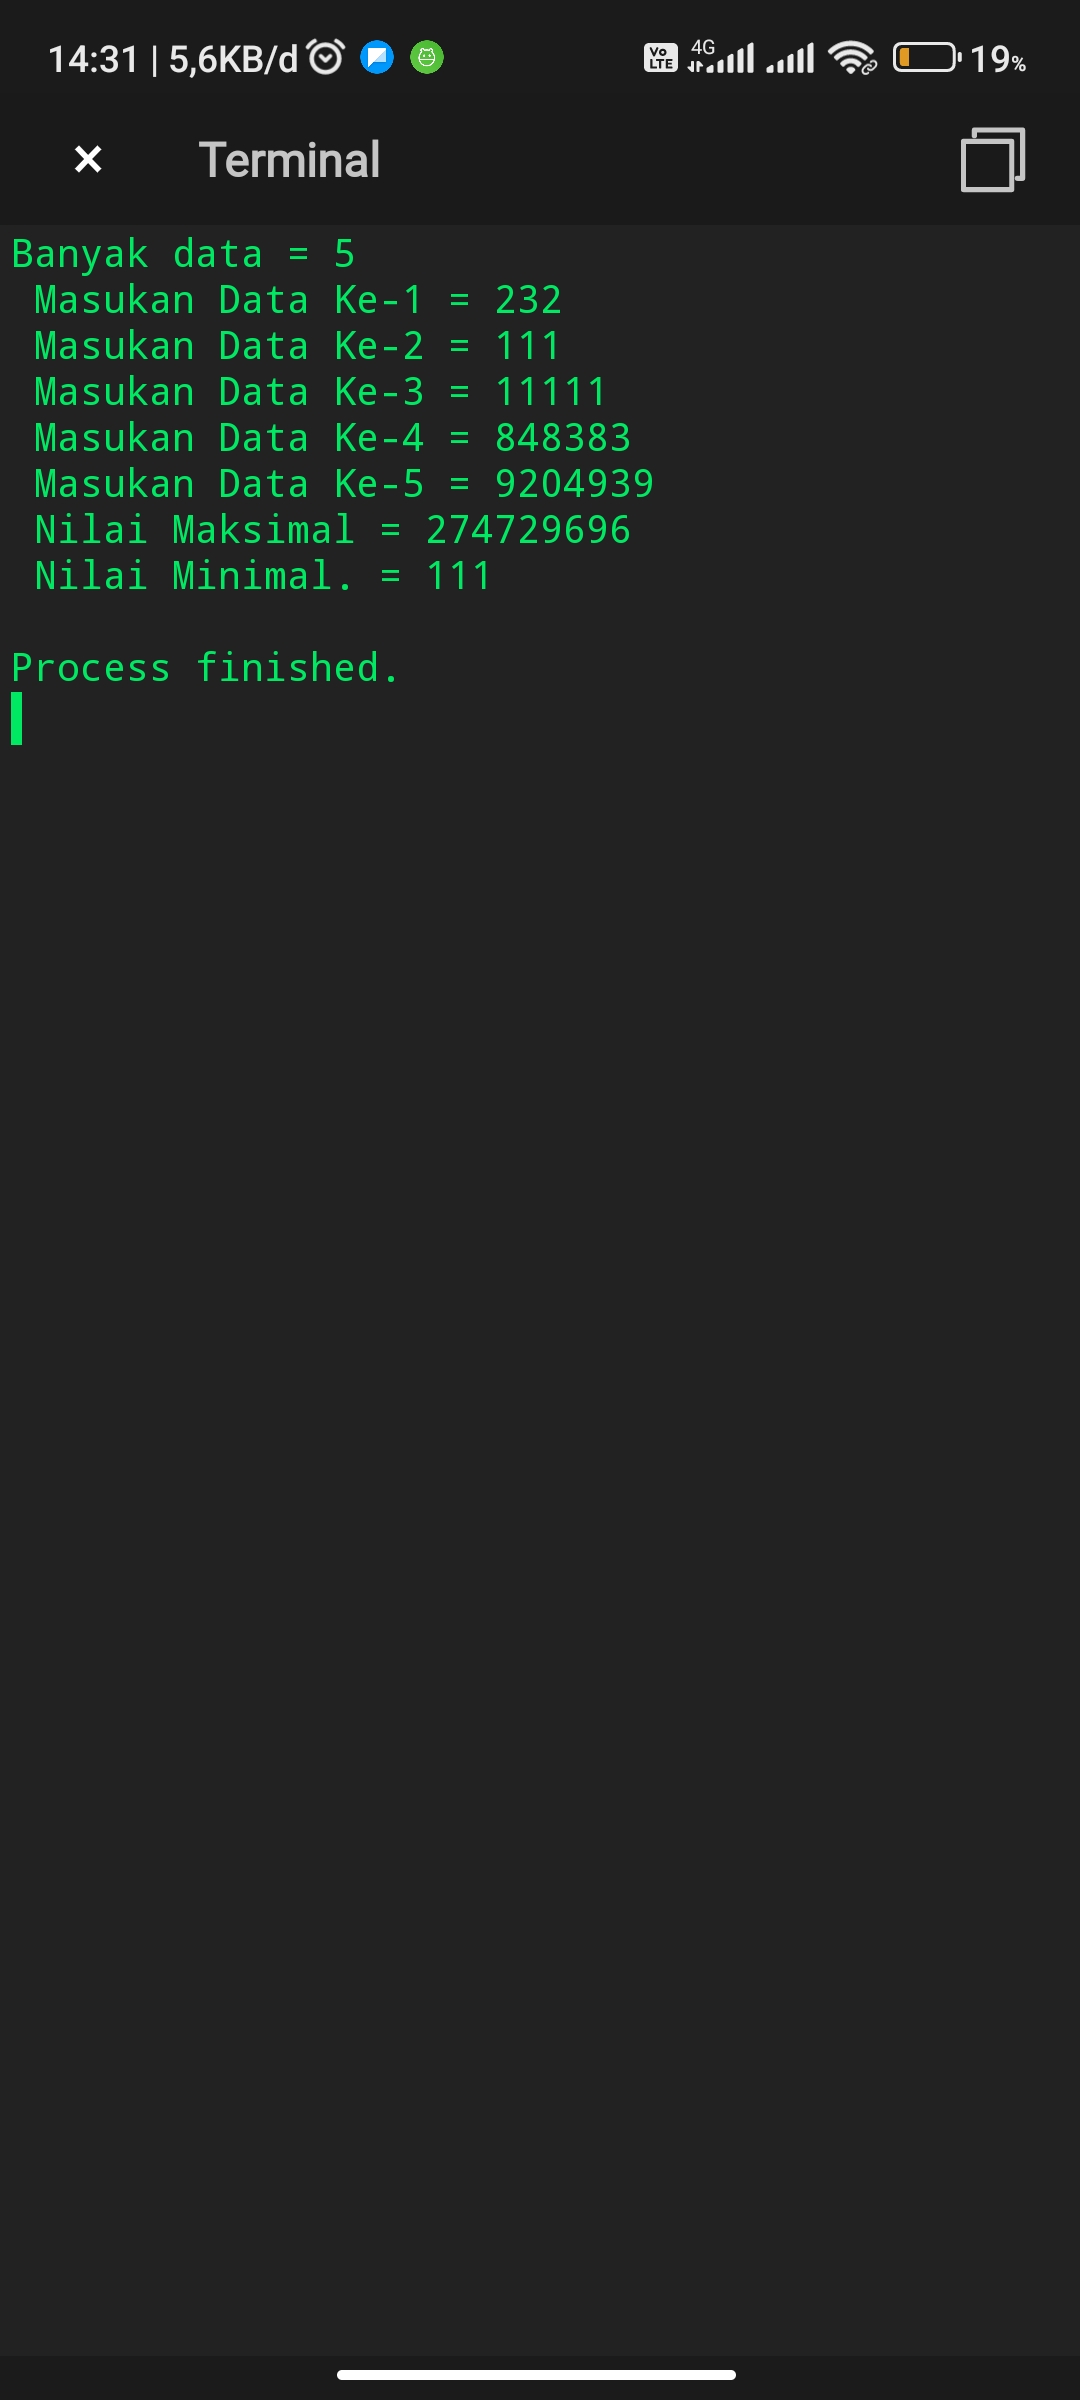 14:31 | 5,6KB/d
Vo LTE 4G 19%
Terminal
Banyak data = 5
Masukan Data Ke-1 = 232
Masukan Data Ke-2 = 111
Masukan Data Ke-3 = 11111
Masukan Data Ke-4 = 848383
Masukan Data Ke-5 = 9204939
Nilai Maksimal = 274729696
Nilai Minimal. = 111
Process finished.